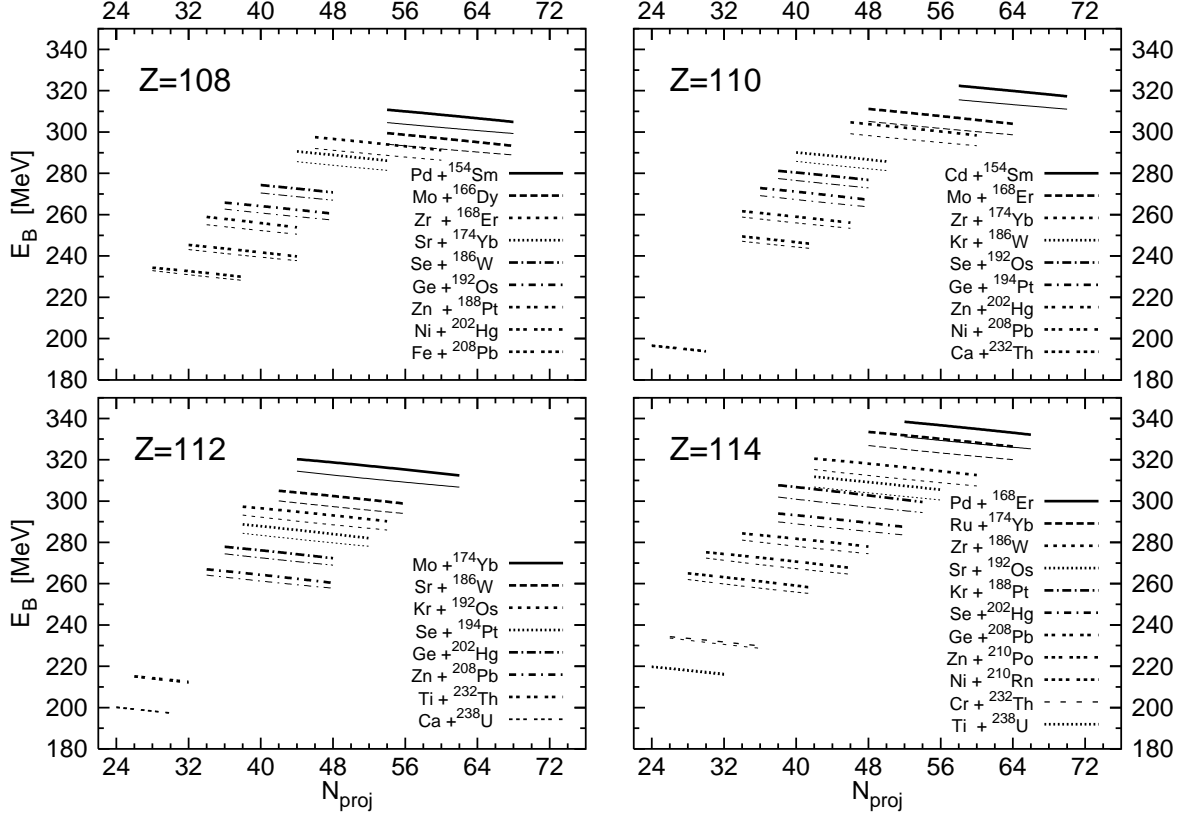 24 32 40 48 56 64 72
24 32 40 48 56 64 72
340
320
300
280
260
240
220
200
180
E_B [MeV]
Z=108
Pd + ¹⁵⁴Sm
Mo + ¹⁶⁶Dy
Zr + ¹⁶⁸Er
Sr + ¹⁷⁴Yb
Se + ¹⁸⁶W
Ge + ¹⁹²Os
Zn + ¹⁸⁸Pt
Ni + ²⁰²Hg
Fe + ²⁰⁸Pb
Z=110
Cd + ¹⁵⁴Sm
Mo + ¹⁶⁸Er
Zr + ¹⁷⁴Yb
Kr + ¹⁸⁶W
Se + ¹⁹²Os
Ge + ¹⁹⁴Pt
Zn + ²⁰²Hg
Ni + ²⁰⁸Pb
Ca + ²³²Th
340
320
300
280
260
240
220
200
180
340
320
300
280
260
240
220
200
180
E_B [MeV]
Z=112
Mo + ¹⁷⁴Yb
Sr + ¹⁸⁶W
Kr + ¹⁹²Os
Se + ¹⁹⁴Pt
Ge + ²⁰²Hg
Zn + ²⁰⁸Pb
Ti + ²³²Th
Ca + ²³⁸U
Z=114
Pd + ¹⁶⁸Er
Ru + ¹⁷⁴Yb
Zr + ¹⁸⁶W
Sr + ¹⁹²Os
Kr + ¹⁸⁸Pt
Se + ²⁰²Hg
Ge + ²⁰⁸Pb
Zn + ²¹⁰Po
Ni + ²¹⁰Rn
Cr + ²³²Th
Ti + ²³⁸U
340
320
300
280
260
240
220
200
180
24 32 40 48 56 64 72
24 32 40 48 56 64 72
N_proj
N_proj